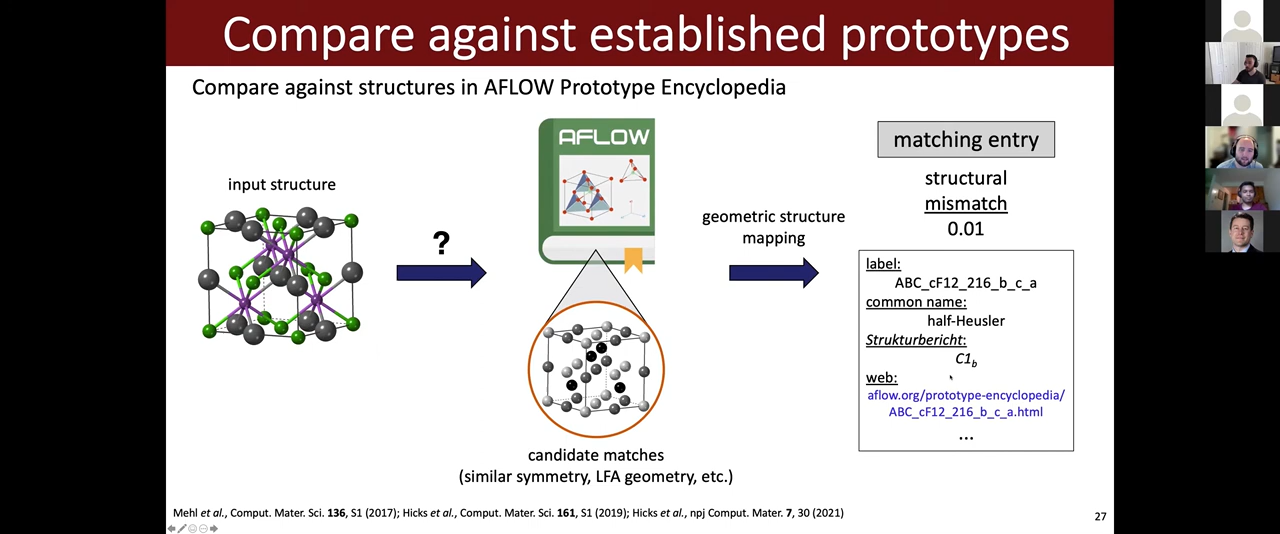 Compare against established prototypes
Compare against structures in AFLOW Prototype Encyclopedia
input structure
?
AFLOW
candidate matches
(similar symmetry, LFA geometry, etc.)
geometric structure
mapping
matching entry
structural
mismatch
0.01
label:
ABC_cF12_216_b_c_a
common name:
half-Heusler
Strukturbericht:
C1b
web:
aflow.org/prototype-encyclopedia/
ABC_cF12_216_b_c_a.html
...
Mehl et al., Comput. Mater. Sci. 136, S1 (2017); Hicks et al., Comput. Mater. Sci. 161, S1 (2019); Hicks et al., npj Comput. Mater. 7, 30 (2021)
27